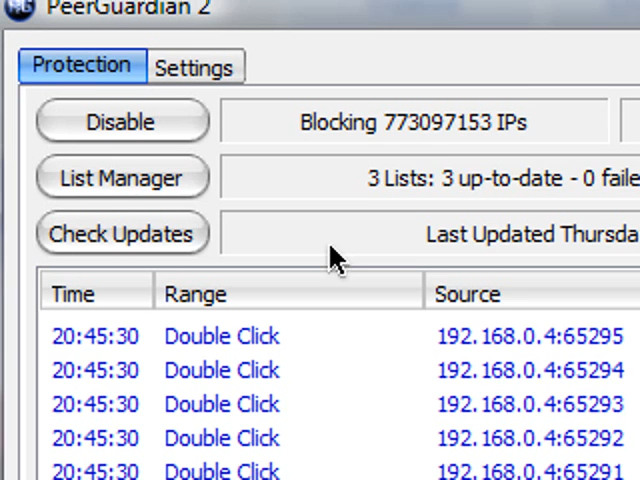 PeerGuardian 2
Protection Settings
Disable Blocking 773097153 IPs
List Manager 3 Lists: 3 up-to-date - 0 faile
Check Updates Last Updated Thursda
Time Range Source
20:45:30 Double Click 192.168.0.4:65295
20:45:30 Double Click 192.168.0.4:65294
20:45:30 Double Click 192.168.0.4:65293
20:45:30 Double Click 192.168.0.4:65292
20:45:30 Double Click 192.168.0.4:65291